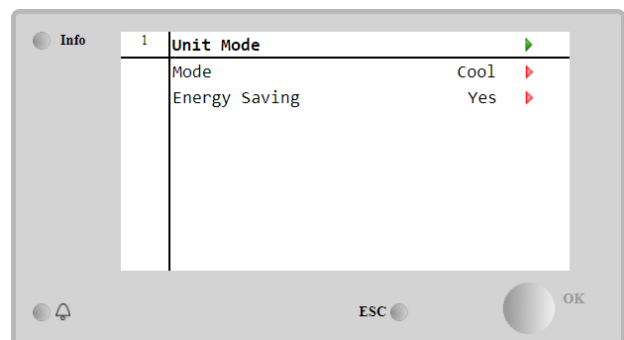 Info
1 Unit Mode
Mode Cool
Energy Saving Yes
ESC
OK